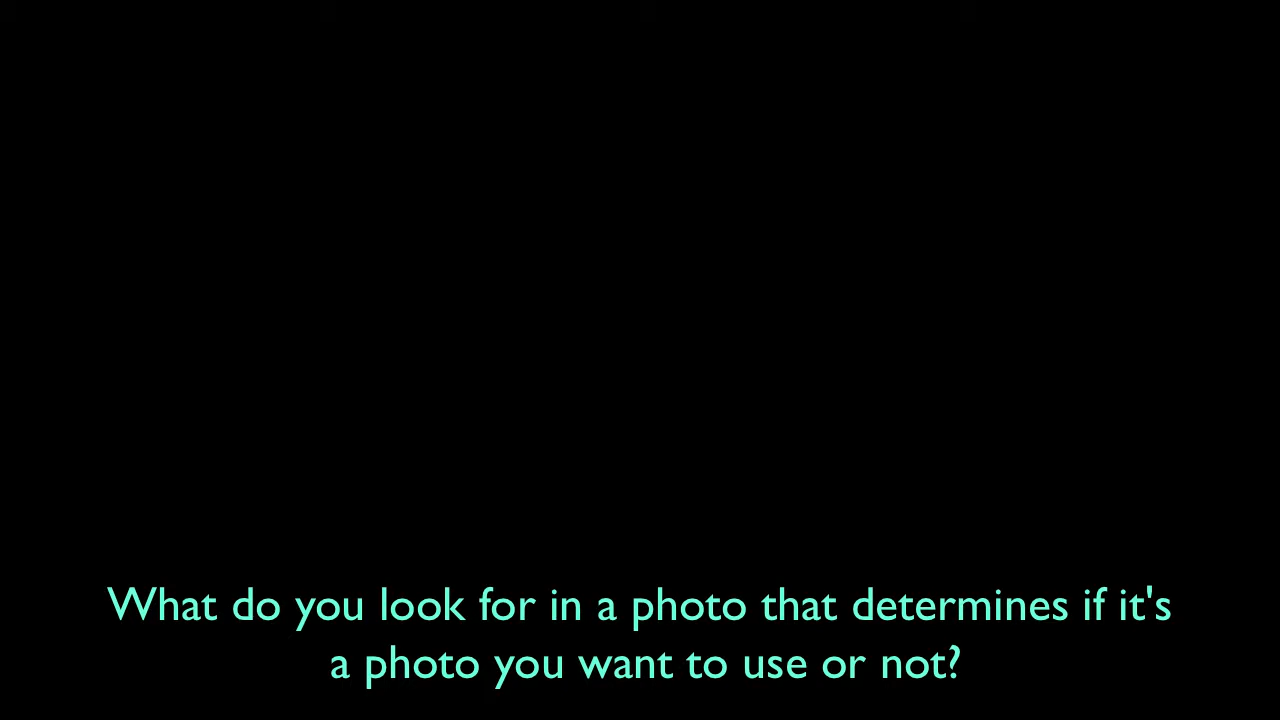 What do you look for in a photo that determines if it's
a photo you want to use or not?